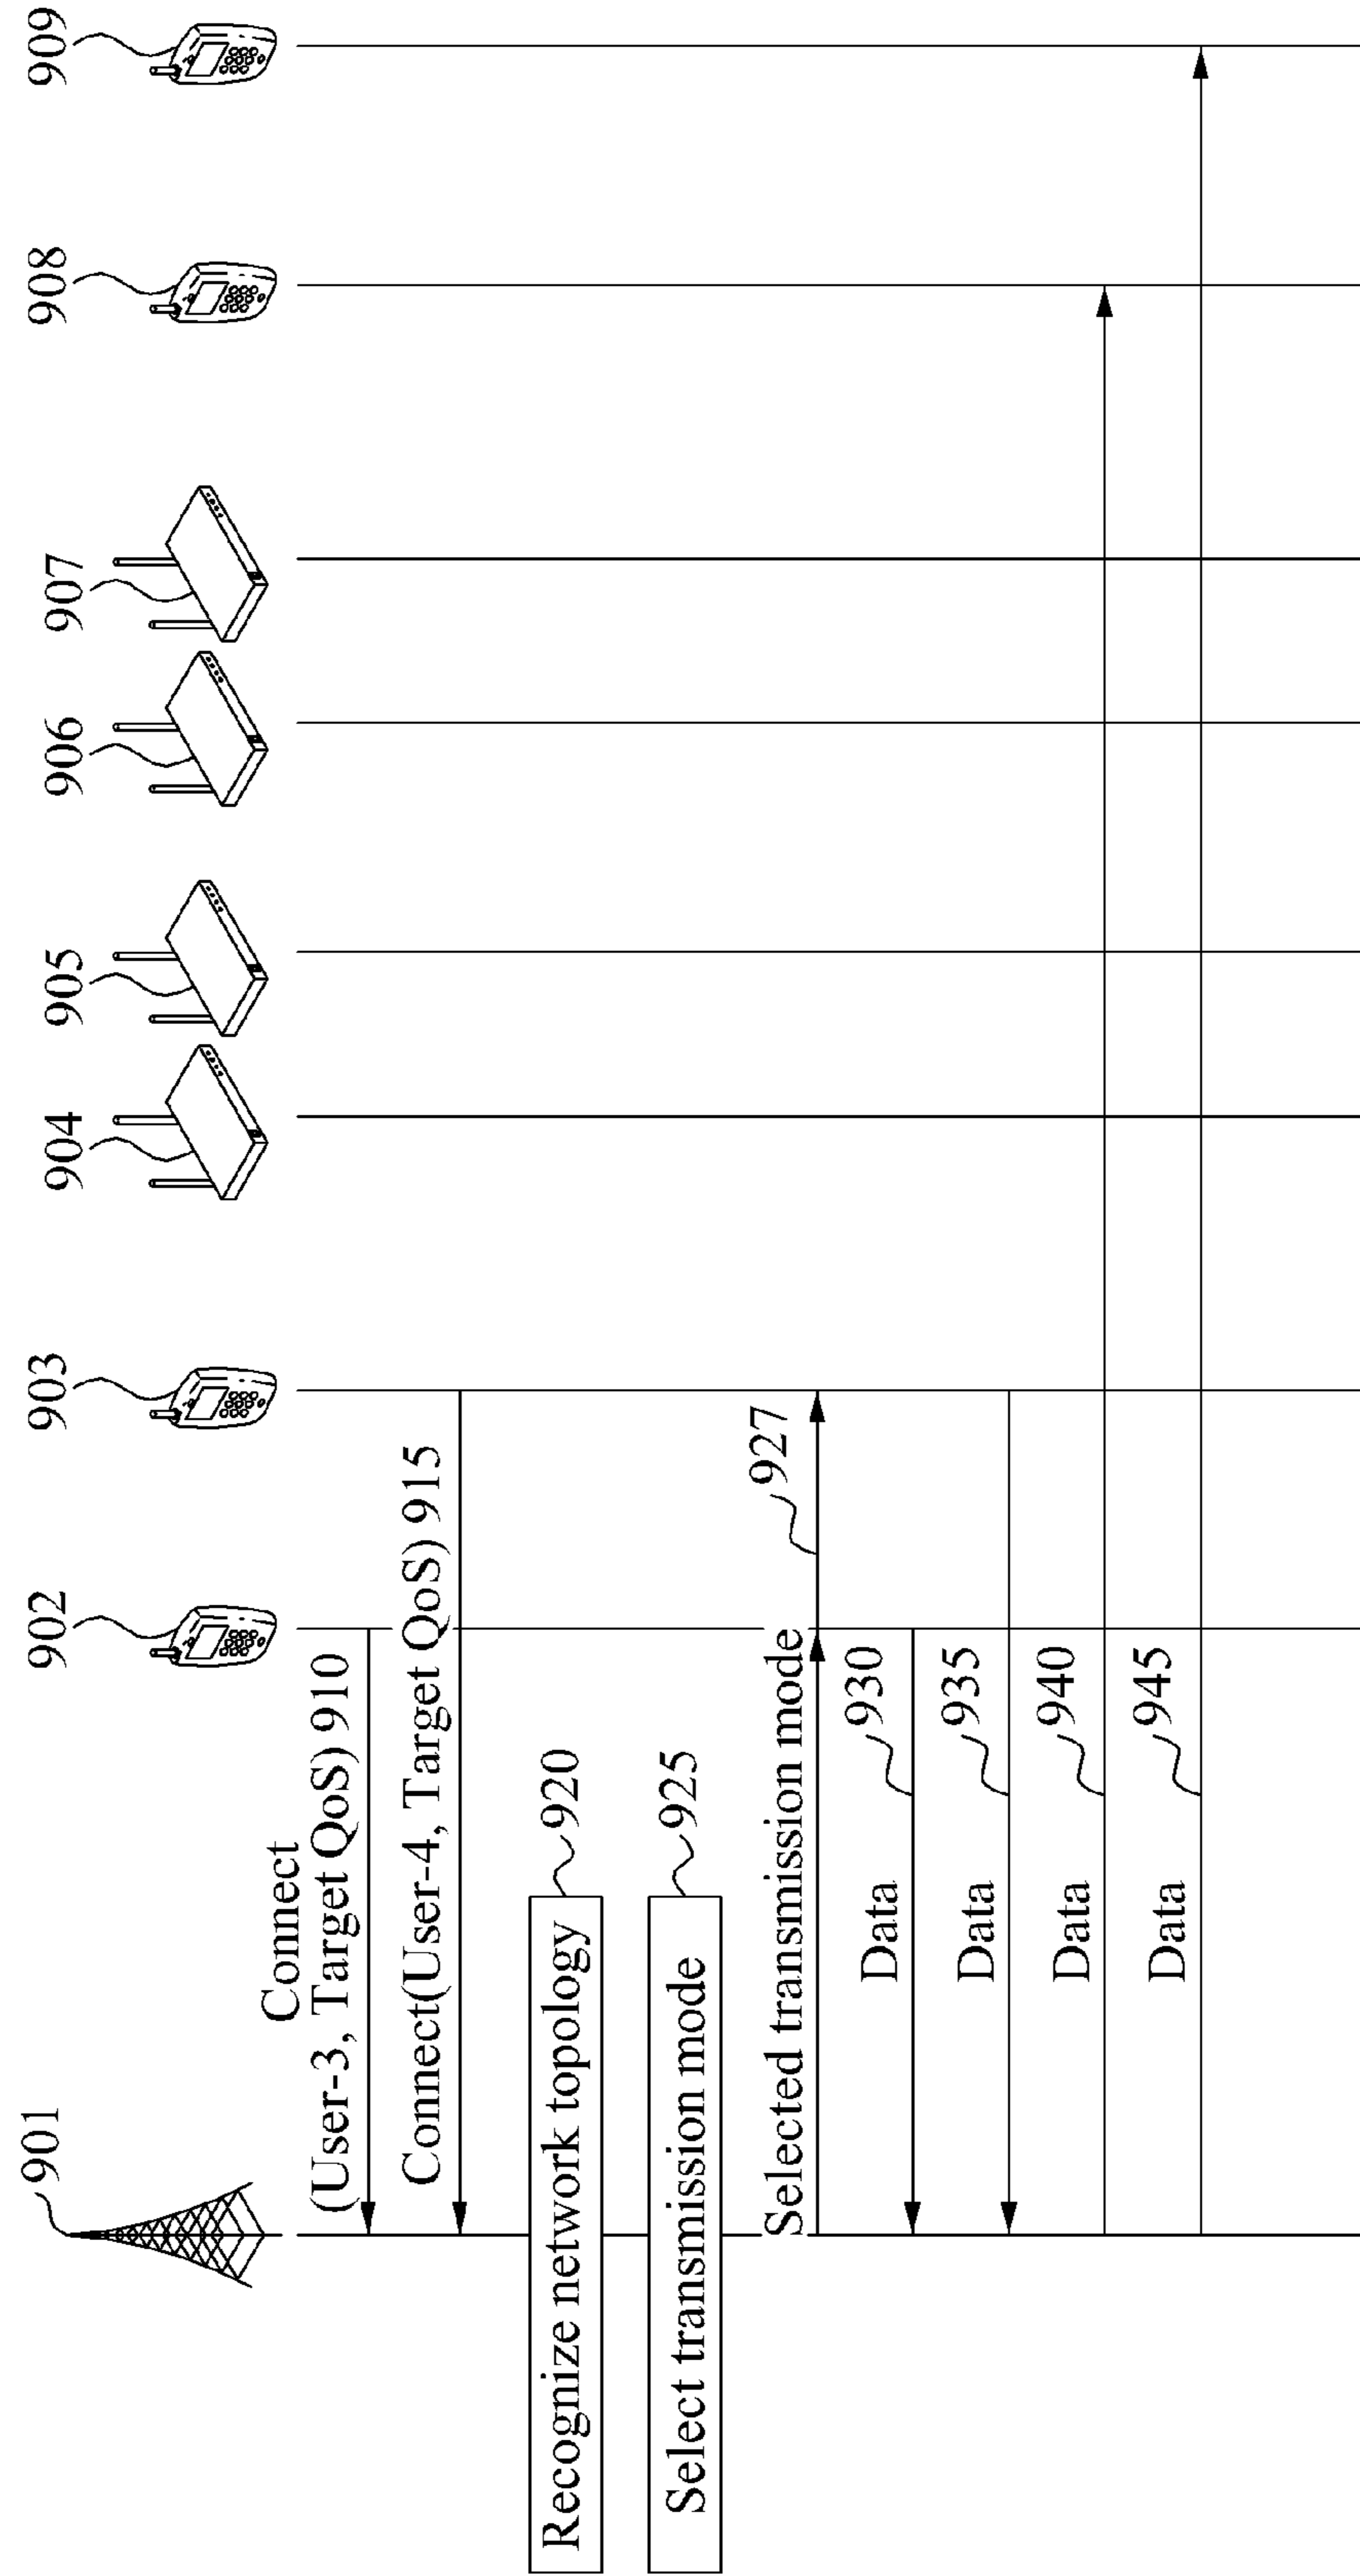 901
902
903
904
905
906
907
908
909
Connect
(User-3, Target QoS) 910
Connect(User-4, Target QoS) 915
Recognize network topology
920
Select transmission mode
925
Selected transmission mode
927
Data
930
Data
935
Data
940
Data
945